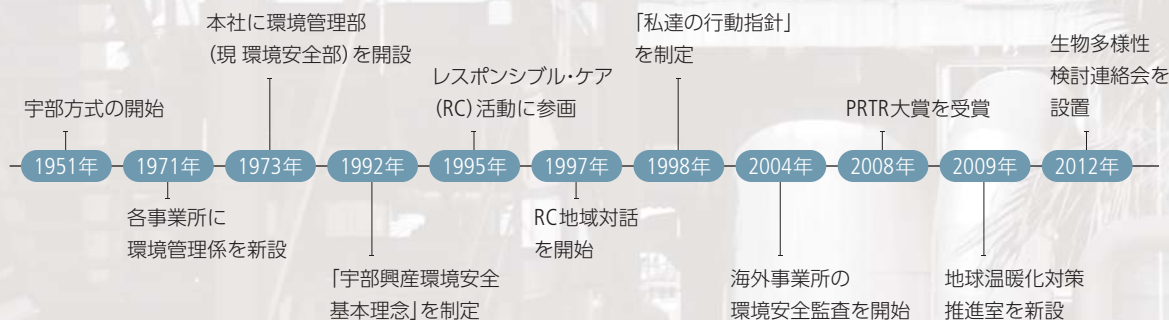 本社に環境管理部
(現 環境安全部)を開設
「私達の行動指針」
を制定
生物多様性
検討連絡会を
設置
レスポンシブル・ケア
(RC)活動に参画
宇部方式の開始
PRTR大賞を受賞
1951年
1971年
1973年
1992年
1995年
1997年
1998年
2004年
2008年
2009年
2012年
各事業所に
環境管理係を新設
RC地域対話
を開始
「宇部興産環境安全
基本理念」を制定
海外事業所の
環境安全監査を開始
地球温暖化対策
推進室を新設